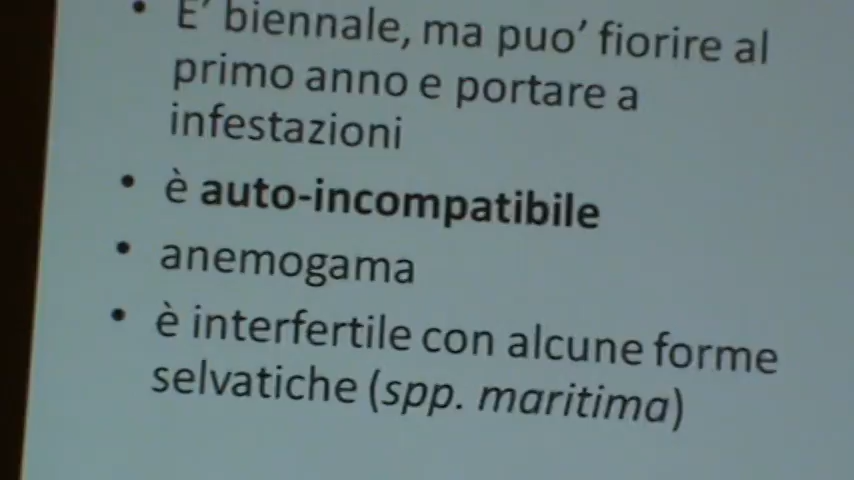 • E' biennale, ma puo' fiorire al
primo anno e portare a
infestazioni
• è auto-incompatibile
• anemogama
• è interfertile con alcune forme
selvatiche (spp. maritima)